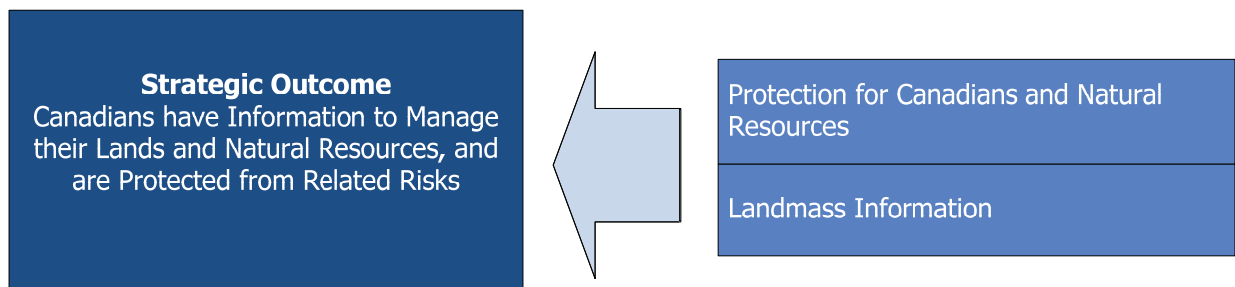 Strategic Outcome
Canadians have Information to Manage
their Lands and Natural Resources, and
are Protected from Related Risks
Protection for Canadians and Natural
Resources
Landmass Information